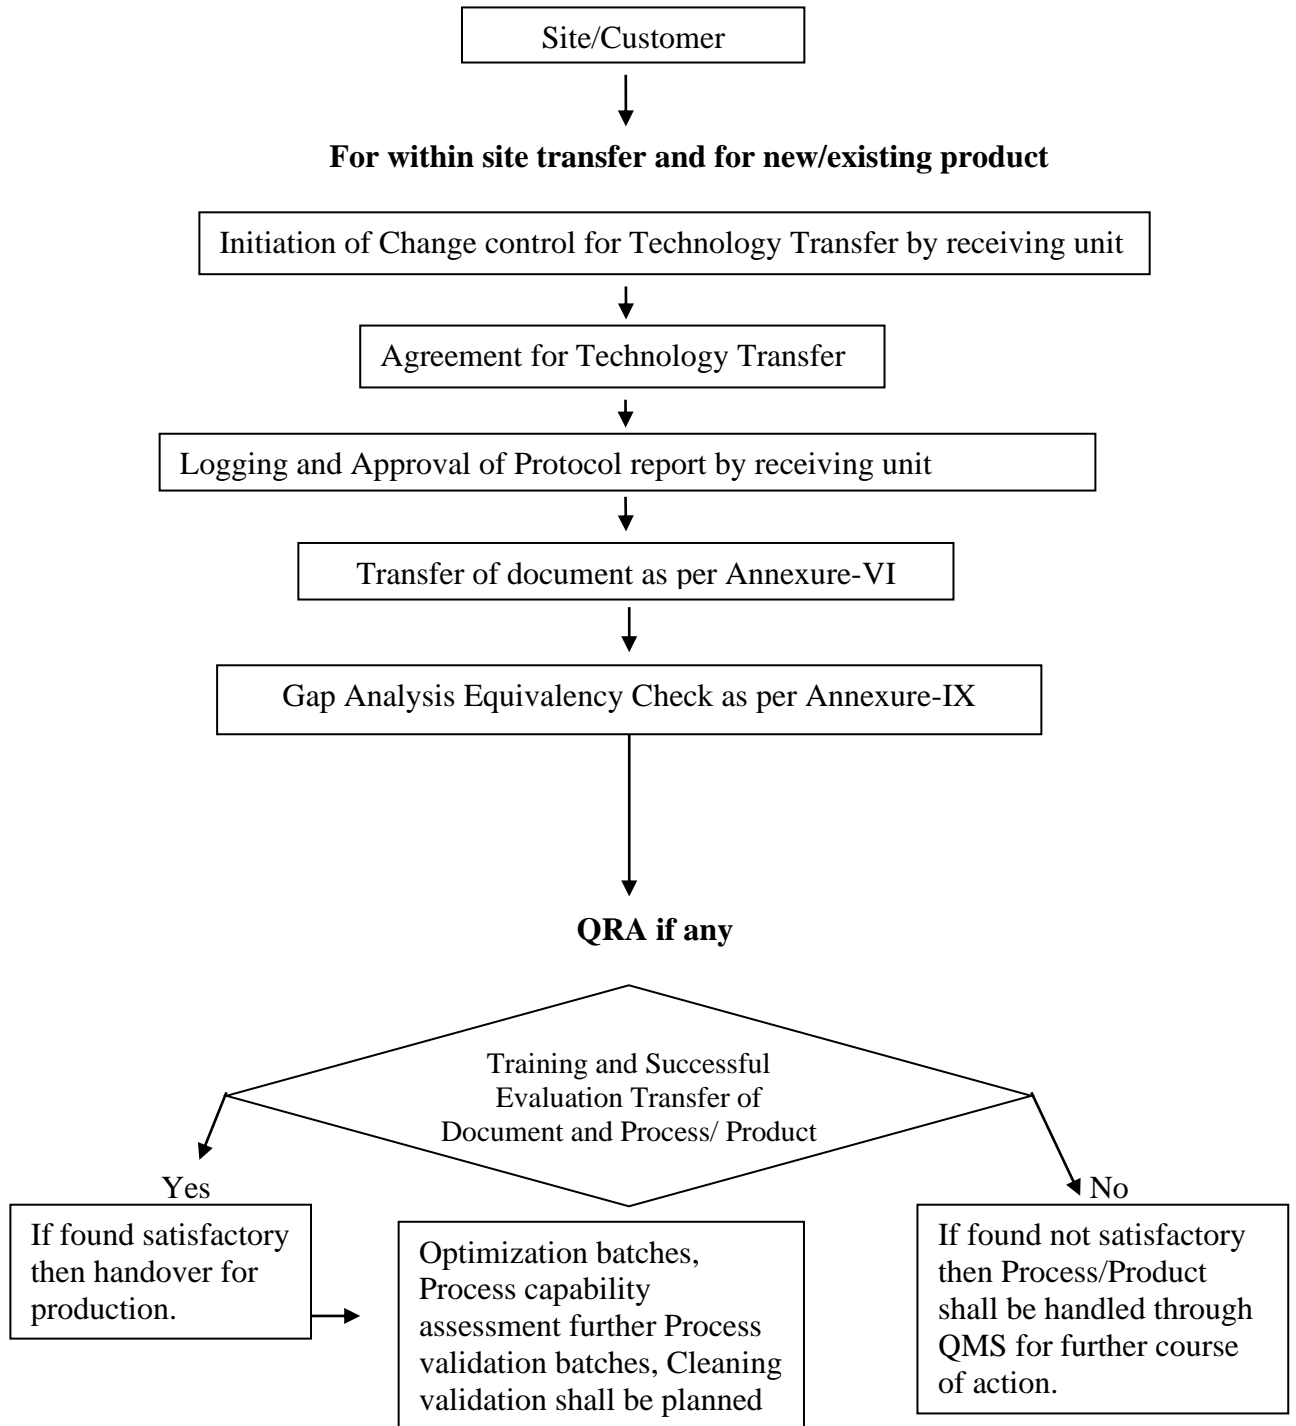 Site/Customer
For within site transfer and for new/existing product
Initiation of Change control for Technology Transfer by receiving unit
Agreement for Technology Transfer
Logging and Approval of Protocol report by receiving unit
Transfer of document as per Annexure-VI
Gap Analysis Equivalency Check as per Annexure-IX
QRA if any
Training and Successful
Evaluation Transfer of
Document and Process/ Product
Yes
If found satisfactory
then handover for
production.
Optimization batches,
Process capability
assessment further Process
validation batches, Cleaning
validation shall be planned
No
If found not satisfactory
then Process/Product
shall be handled through
QMS for further course
of action.